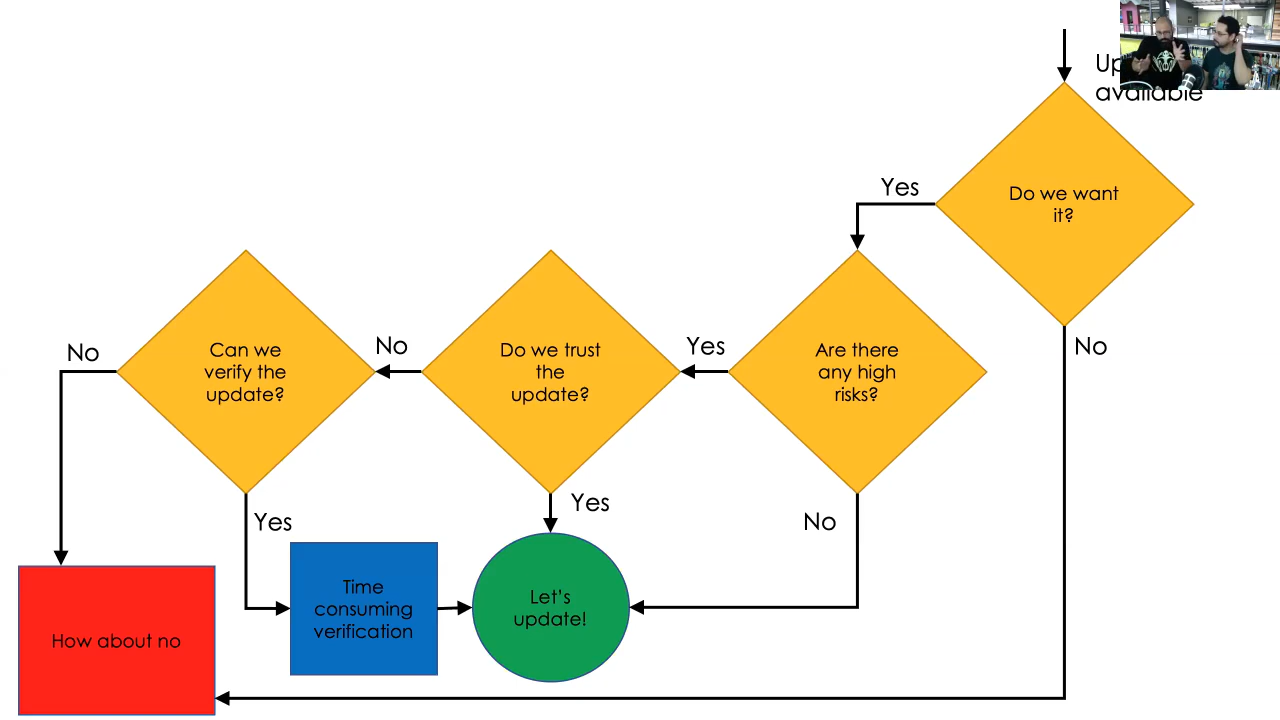 available
Yes
Do we want
it?
No
No
Can we
verify the
update?
No
Do we trust
the
update?
Yes
Are there
any high
risks?
Yes
Yes
No
Time
consuming
verification
Let's
update!
How about no